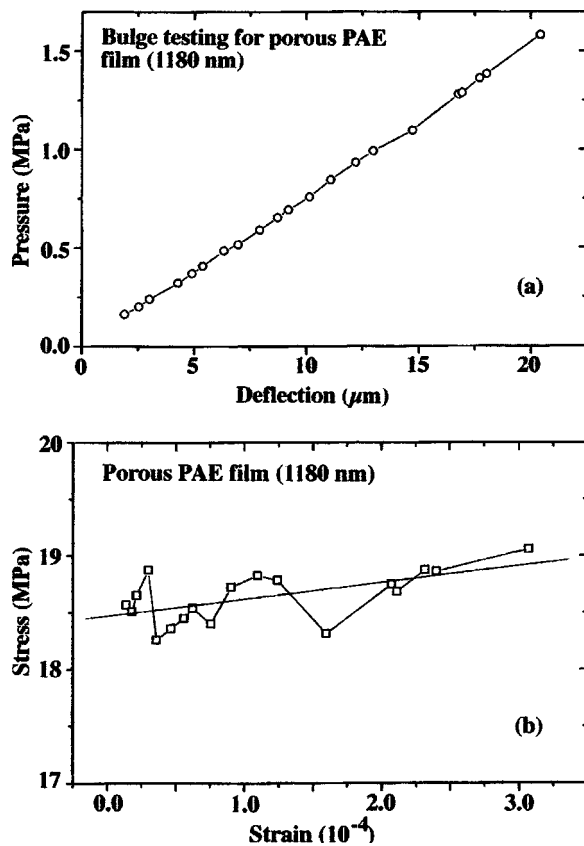 Bulge testing for porous PAE
film (1180 nm)
1.5
1.0
0.5
0.0
Pressure (MPa)
(a)
0 5 10 15 20
Deflection (μm)
20
19
18
17
Stress (MPa)
Porous PAE film (1180 nm)
(b)
0.0 1.0 2.0 3.0
Strain (10⁻⁴)